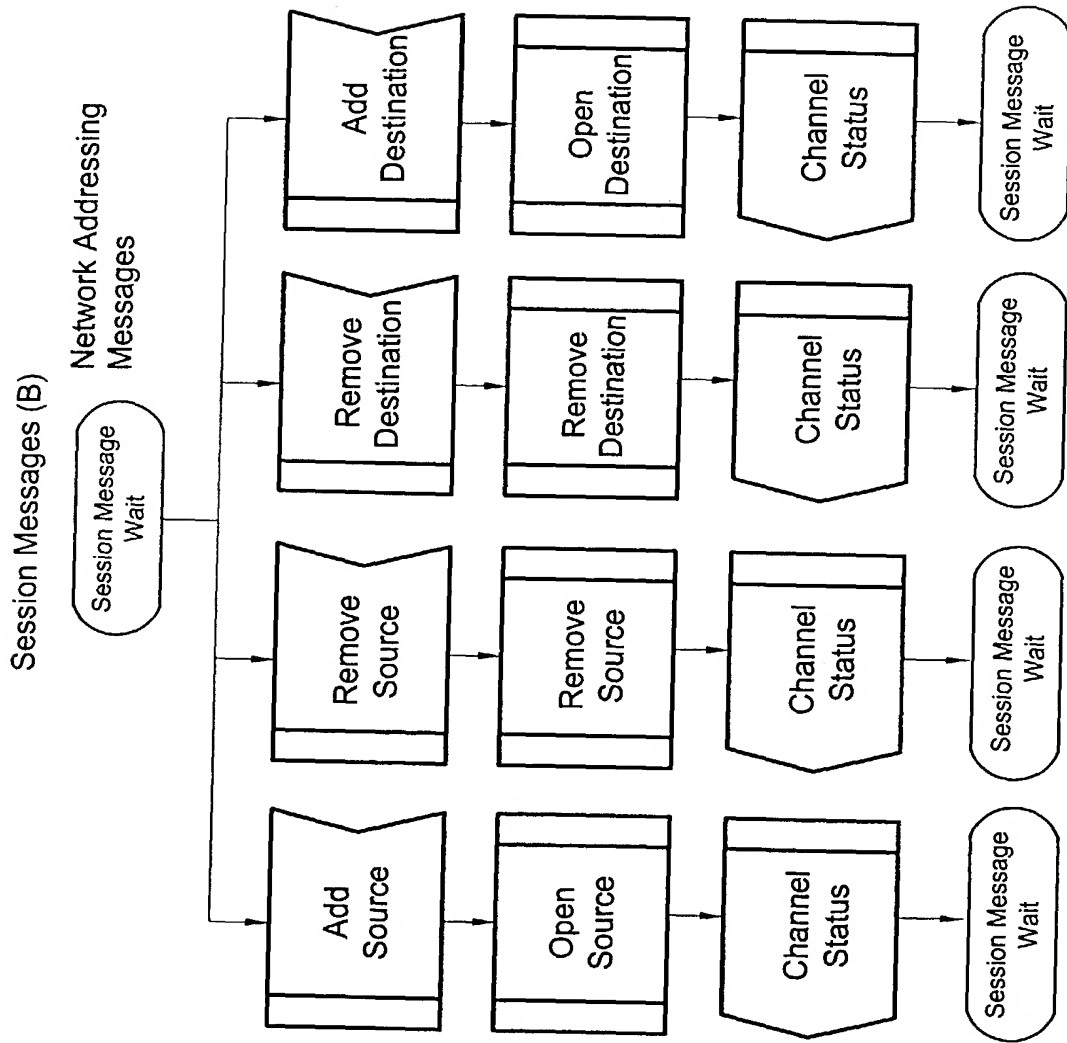 Session Messages (B)
Network Addressing
Messages
Session Message
Wait
Add
Source
Remove
Source
Remove
Destination
Add
Destination
Open
Source
Remove
Source
Remove
Destination
Open
Destination
Channel
Status
Channel
Status
Channel
Status
Channel
Status
Session Message
Wait
Session Message
Wait
Session Message
Wait
Session Message
Wait